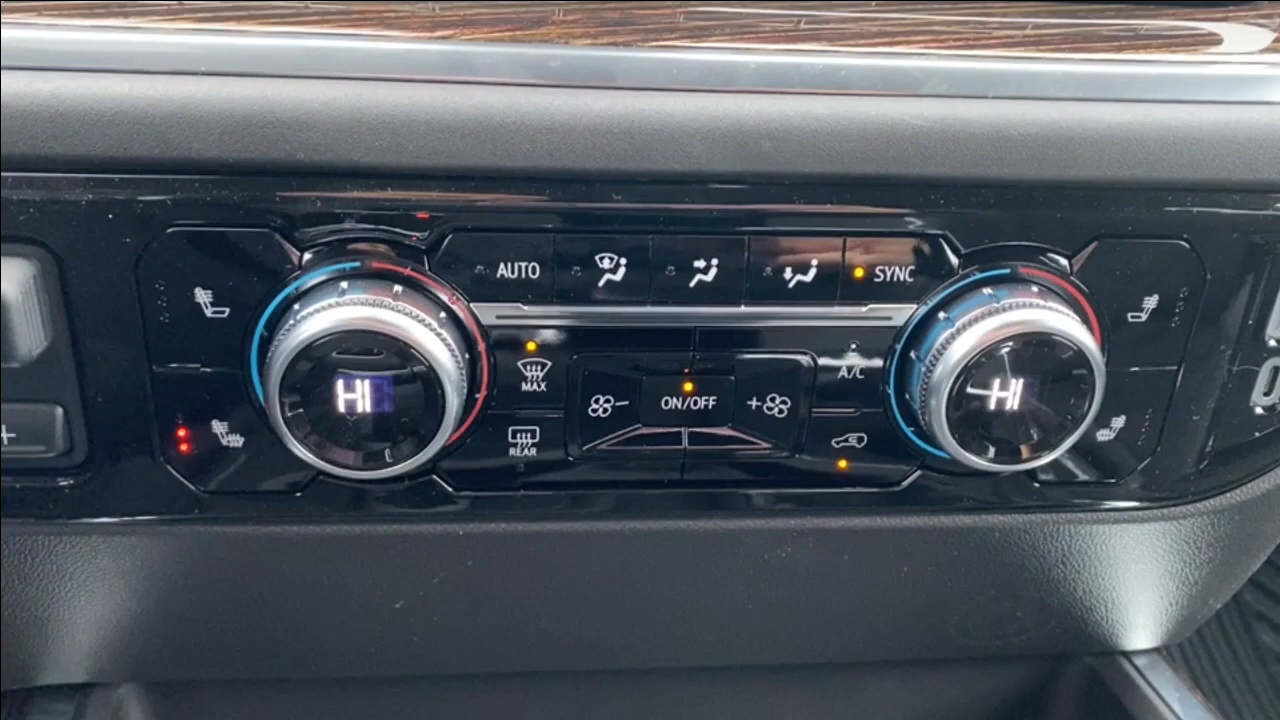 AUTO
SYNC
MAX
A/C
HI
ON/OFF
HI
REAR